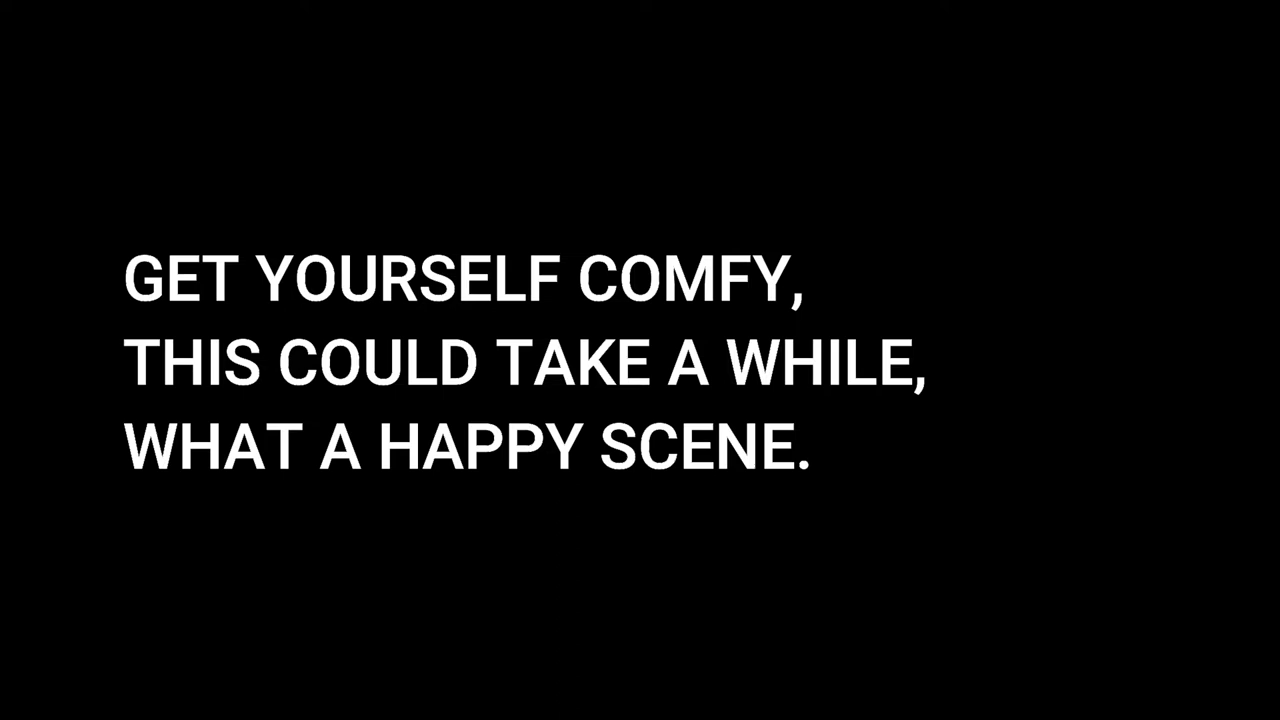 GET YOURSELF COMFY,
THIS COULD TAKE A WHILE,
WHAT A HAPPY SCENE.